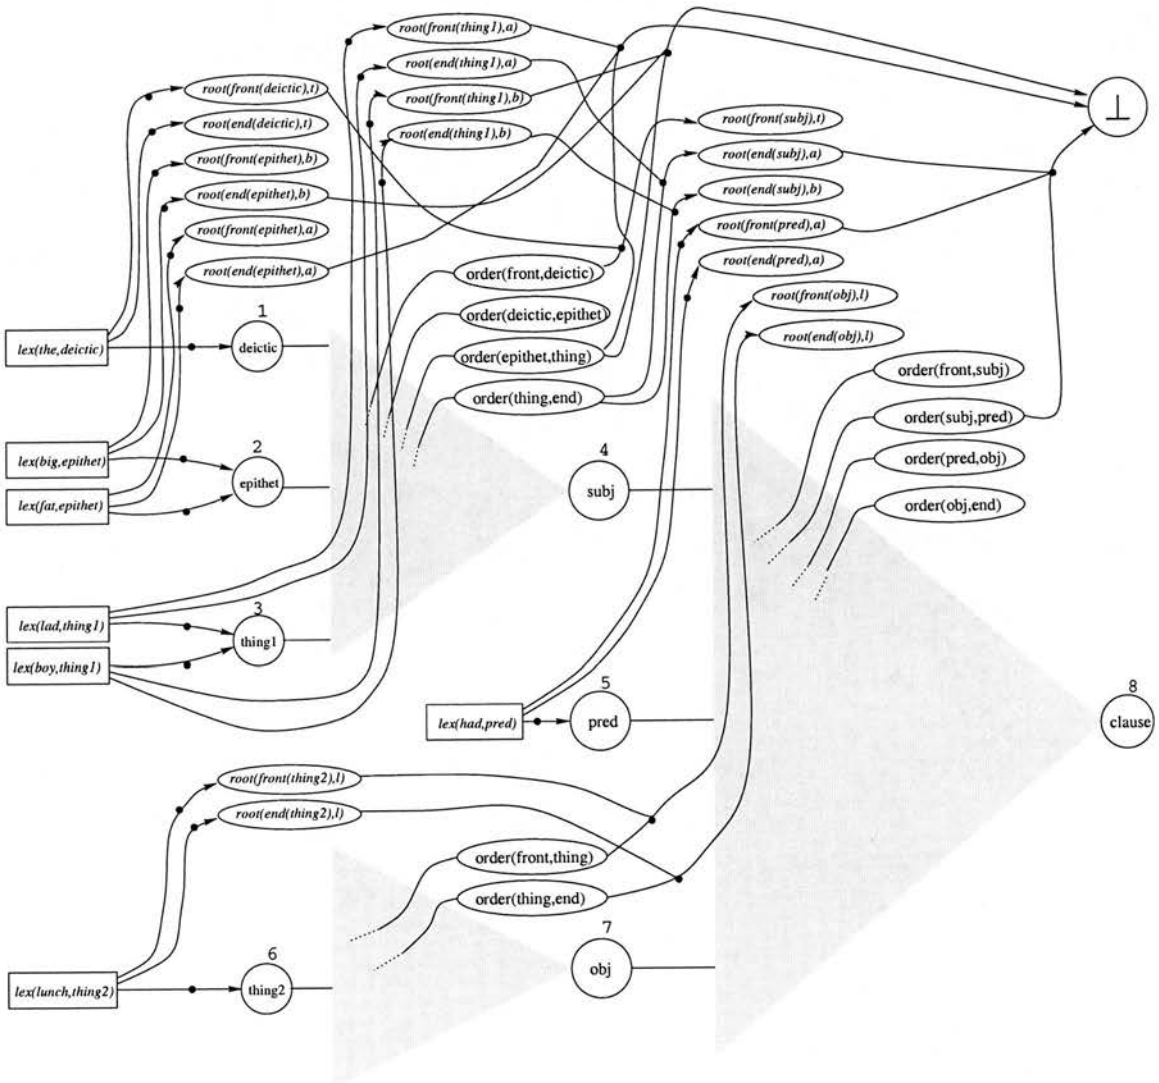 root(front(thing1),a)
root(end(thing1),a)
root(front(thing1),b)
root(end(thing1),b)
root(front(deictic),t)
root(end(deictic),t)
root(front(epithet),b)
root(end(epithet),b)
root(front(epithet),a)
root(end(epithet),a)
⊥
root(front(subj),t)
root(end(subj),a)
root(end(subj),b)
root(front(pred),a)
root(end(pred),a)
root(front(obj),l)
root(end(obj),l)
order(front,deictic)
order(deictic,epithet)
order(epithet,thing)
order(thing,end)
order(front,subj)
order(subj,pred)
order(pred,obj)
order(obj,end)
lex(the,deictic)
1
deictic
lex(big,epithet)
lex(fat,epithet)
2
epithet
4
subj
lex(lad,thing1)
lex(boy,thing1)
3
thing1
lex(had,pred)
5
pred
8
clause
root(front(thing2),l)
root(end(thing2),l)
order(front,thing)
order(thing,end)
lex(lunch,thing2)
6
thing2
7
obj